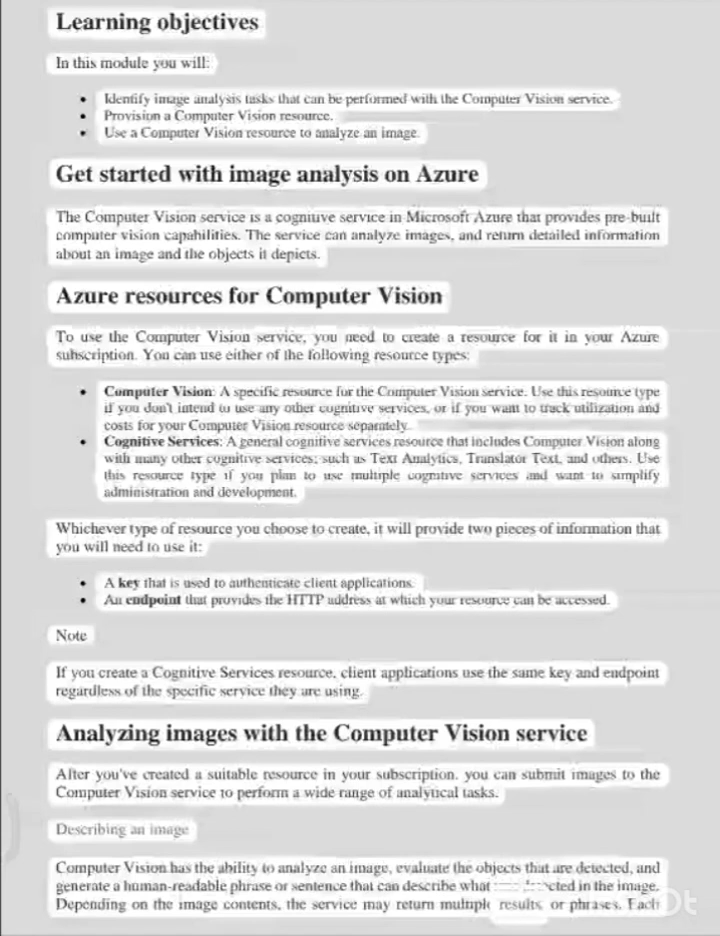 Learning objectives
In this module you will:
• Identify image analysis tasks that can be performed with the Computer Vision service.
• Provision a Computer Vision resource.
• Use a Computer Vision resource to analyze an image.
Get started with image analysis on Azure
The Computer Vision service is a cognitive service in Microsoft Azure that provides pre-built
computer vision capabilities. The service can analyze images, and return detailed information
about an image and the objects it depicts.
Azure resources for Computer Vision
To use the Computer Vision service, you need to create a resource for it in your Azure
subscription. You can use either of the following resource types:
• Computer Vision: A specific resource for the Computer Vision service. Use this resource type
if you don't intend to use any other cognitive services, or if you want to track utilization and
costs for your Computer Vision resource separately.
• Cognitive Services: A general cognitive services resource that includes Computer Vision along
with many other cognitive services; such as Text Analytics, Translator Text, and others. Use
this resource type if you plan to use multiple cognitive services and want to simplify
administration and development.
Whichever type of resource you choose to create, it will provide two pieces of information that
you will need to use it:
• A key that is used to authenticate client applications.
• An endpoint that provides the HTTP address at which your resource can be accessed.
Note
If you create a Cognitive Services resource, client applications use the same key and endpoint
regardless of the specific service they are using.
Analyzing images with the Computer Vision service
After you've created a suitable resource in your subscription, you can submit images to the
Computer Vision service to perform a wide range of analytical tasks.
Describing an image
Computer Vision has the ability to analyze an image, evaluate the objects that are detected, and
generate a human-readable phrase or sentence that can describe what in the image.
Depending on the image contents, the service may return multiple results, or phrases. Each